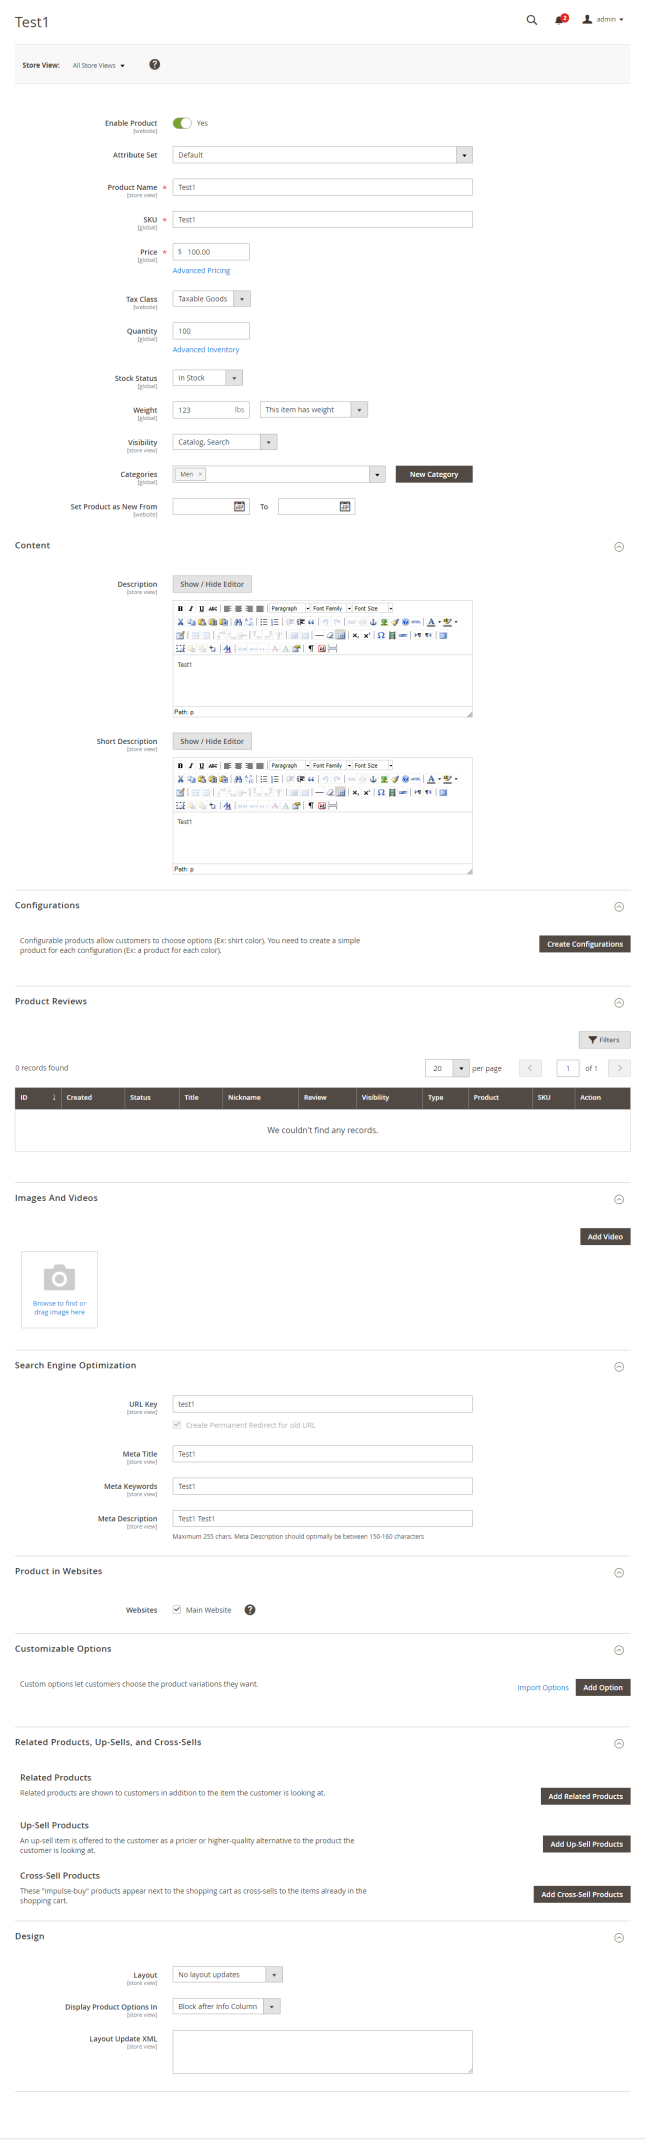 Test1
2
admin
Store View: All Store Views
?
Enable Product
[website]
Yes
Attribute Set
Default
Product Name *
[store view]
Test1
SKU *
[global]
Test1
Price *
[global]
$ 100.00
Advanced Pricing
Tax Class
[website]
Taxable Goods
Quantity
[global]
100
Advanced Inventory
Stock Status
[global]
In Stock
Weight
[global]
123 lbs
This item has weight
Visibility
[store view]
Catalog, Search
Categories
[global]
Men ×
New Category
Set Product as New From
[website]
To
Content
Description
[store view]
Show / Hide Editor
B I U ABC Paragraph Font Family Font Size
Test1
Path: p
Short Description
[store view]
Show / Hide Editor
B I U ABC Paragraph Font Family Font Size
Test1
Path: p
Configurations
Configurable products allow customers to choose options (Ex: shirt color). You need to create a simple
product for each configuration (Ex: a product for each color).
Create Configurations
Product Reviews
Filters
0 records found
20 per page
1 of 1
ID ↓ Created Status Title Nickname Review Visibility Type Product SKU Action
We couldn't find any records.
Images And Videos
Add Video
Browse to find or
drag image here
Search Engine Optimization
URL Key
[store view]
test1
Create Permanent Redirect for old URL
Meta Title
[store view]
Test1
Meta Keywords
[store view]
Test1
Meta Description
[store view]
Test1 Test1
Maximum 255 chars. Meta Description should optimally be between 150-160 characters
Product in Websites
Websites
Main Website
?
Customizable Options
Custom options let customers choose the product variations they want.
Import Options
Add Option
Related Products, Up-Sells, and Cross-Sells
Related Products
Related products are shown to customers in addition to the item the customer is looking at.
Add Related Products
Up-Sell Products
An up-sell item is offered to the customer as a pricier or higher-quality alternative to the product the
customer is looking at.
Add Up-Sell Products
Cross-Sell Products
These "impulse-buy" products appear next to the shopping cart as cross-sells to the items already in the
shopping cart.
Add Cross-Sell Products
Design
Layout
[store view]
No layout updates
Display Product Options In
[store view]
Block after Info Column
Layout Update XML
[store view]